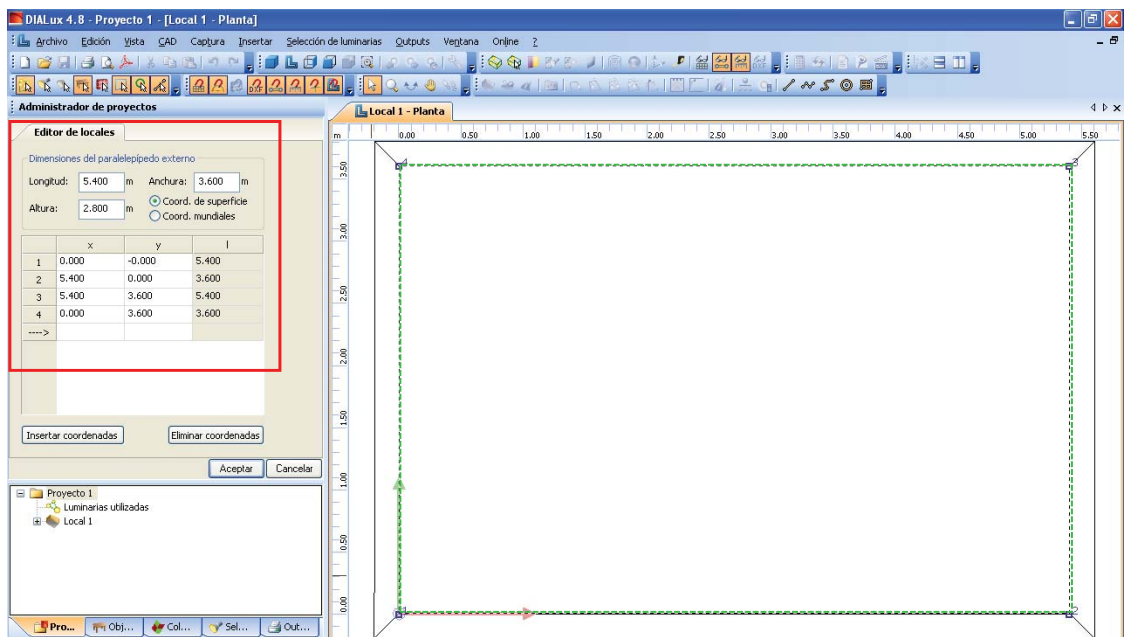 DIALux 4.8 - Proyecto 1 - [Local 1 - Planta]
Archivo Edición Vista CAD Captura Insertar Selección de luminarias Outputs Ventana Online ?
Administrador de proyectos
Editor de locales
Dimensiones del paralelepípedo externo
Longitud: 5.400 m Anchura: 3.600 m
Altura: 2.800 m
Coord. de superficie
Coord. mundiales
x y l
1 0.000 -0.000 5.400
2 5.400 0.000 3.600
3 5.400 3.600 5.400
4 0.000 3.600 3.600
---->
Insertar coordenadas Eliminar coordenadas
Aceptar Cancelar
Proyecto 1
Luminarias utilizadas
Local 1
Pro... Obj... Col... Sel... Out...
Local 1 - Planta
m 0.00 0.50 1.00 1.50 2.00 2.50 3.00 3.50 4.00 4.50 5.00 5.50
3.50
3.00
2.50
2.00
1.50
1.00
0.50
0.00
4
3
1
2